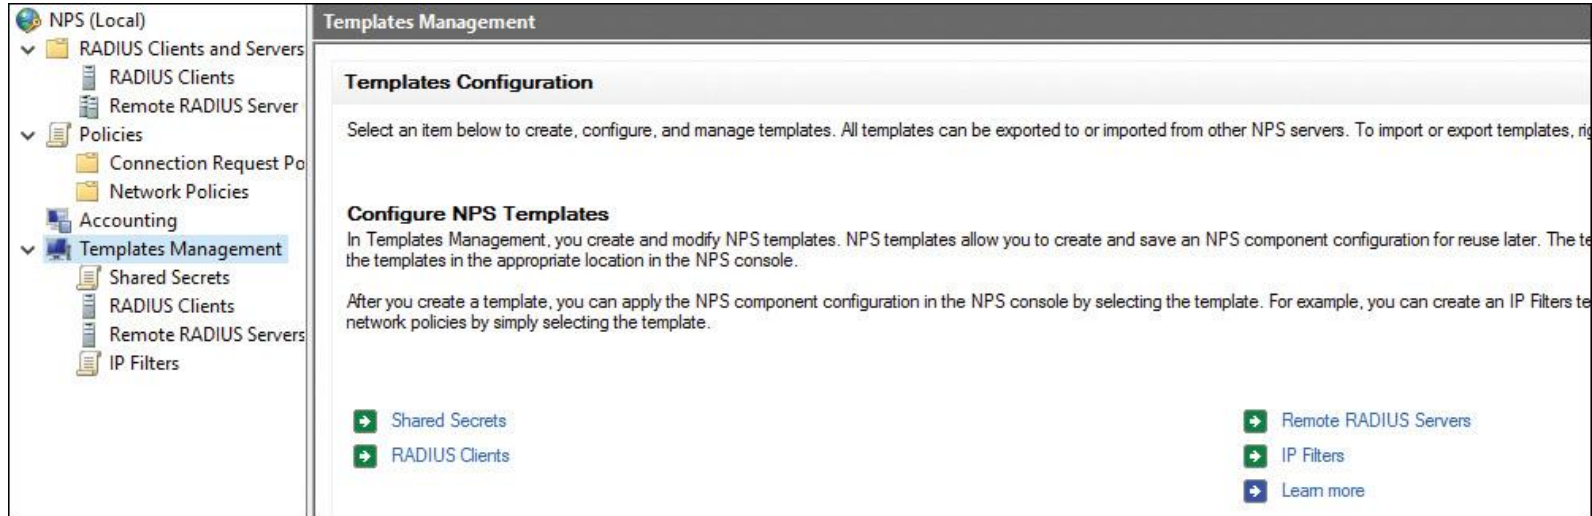 NPS (Local)
RADIUS Clients and Servers
RADIUS Clients
Remote RADIUS Server
Policies
Connection Request Po
Network Policies
Accounting
Templates Management
Shared Secrets
RADIUS Clients
Remote RADIUS Servers
IP Filters
Templates Management
Templates Configuration
Select an item below to create, configure, and manage templates. All templates can be exported to or imported from other NPS servers. To import or export templates,
Configure NPS Templates
In Templates Management, you create and modify NPS templates. NPS templates allow you to create and save an NPS component configuration for reuse later. The te
the templates in the appropriate location in the NPS console.
After you create a template, you can apply the NPS component configuration in the NPS console by selecting the template. For example, you can create an IP Filters te
network policies by simply selecting the template.
Shared Secrets
RADIUS Clients
Remote RADIUS Servers
IP Filters
Learn more